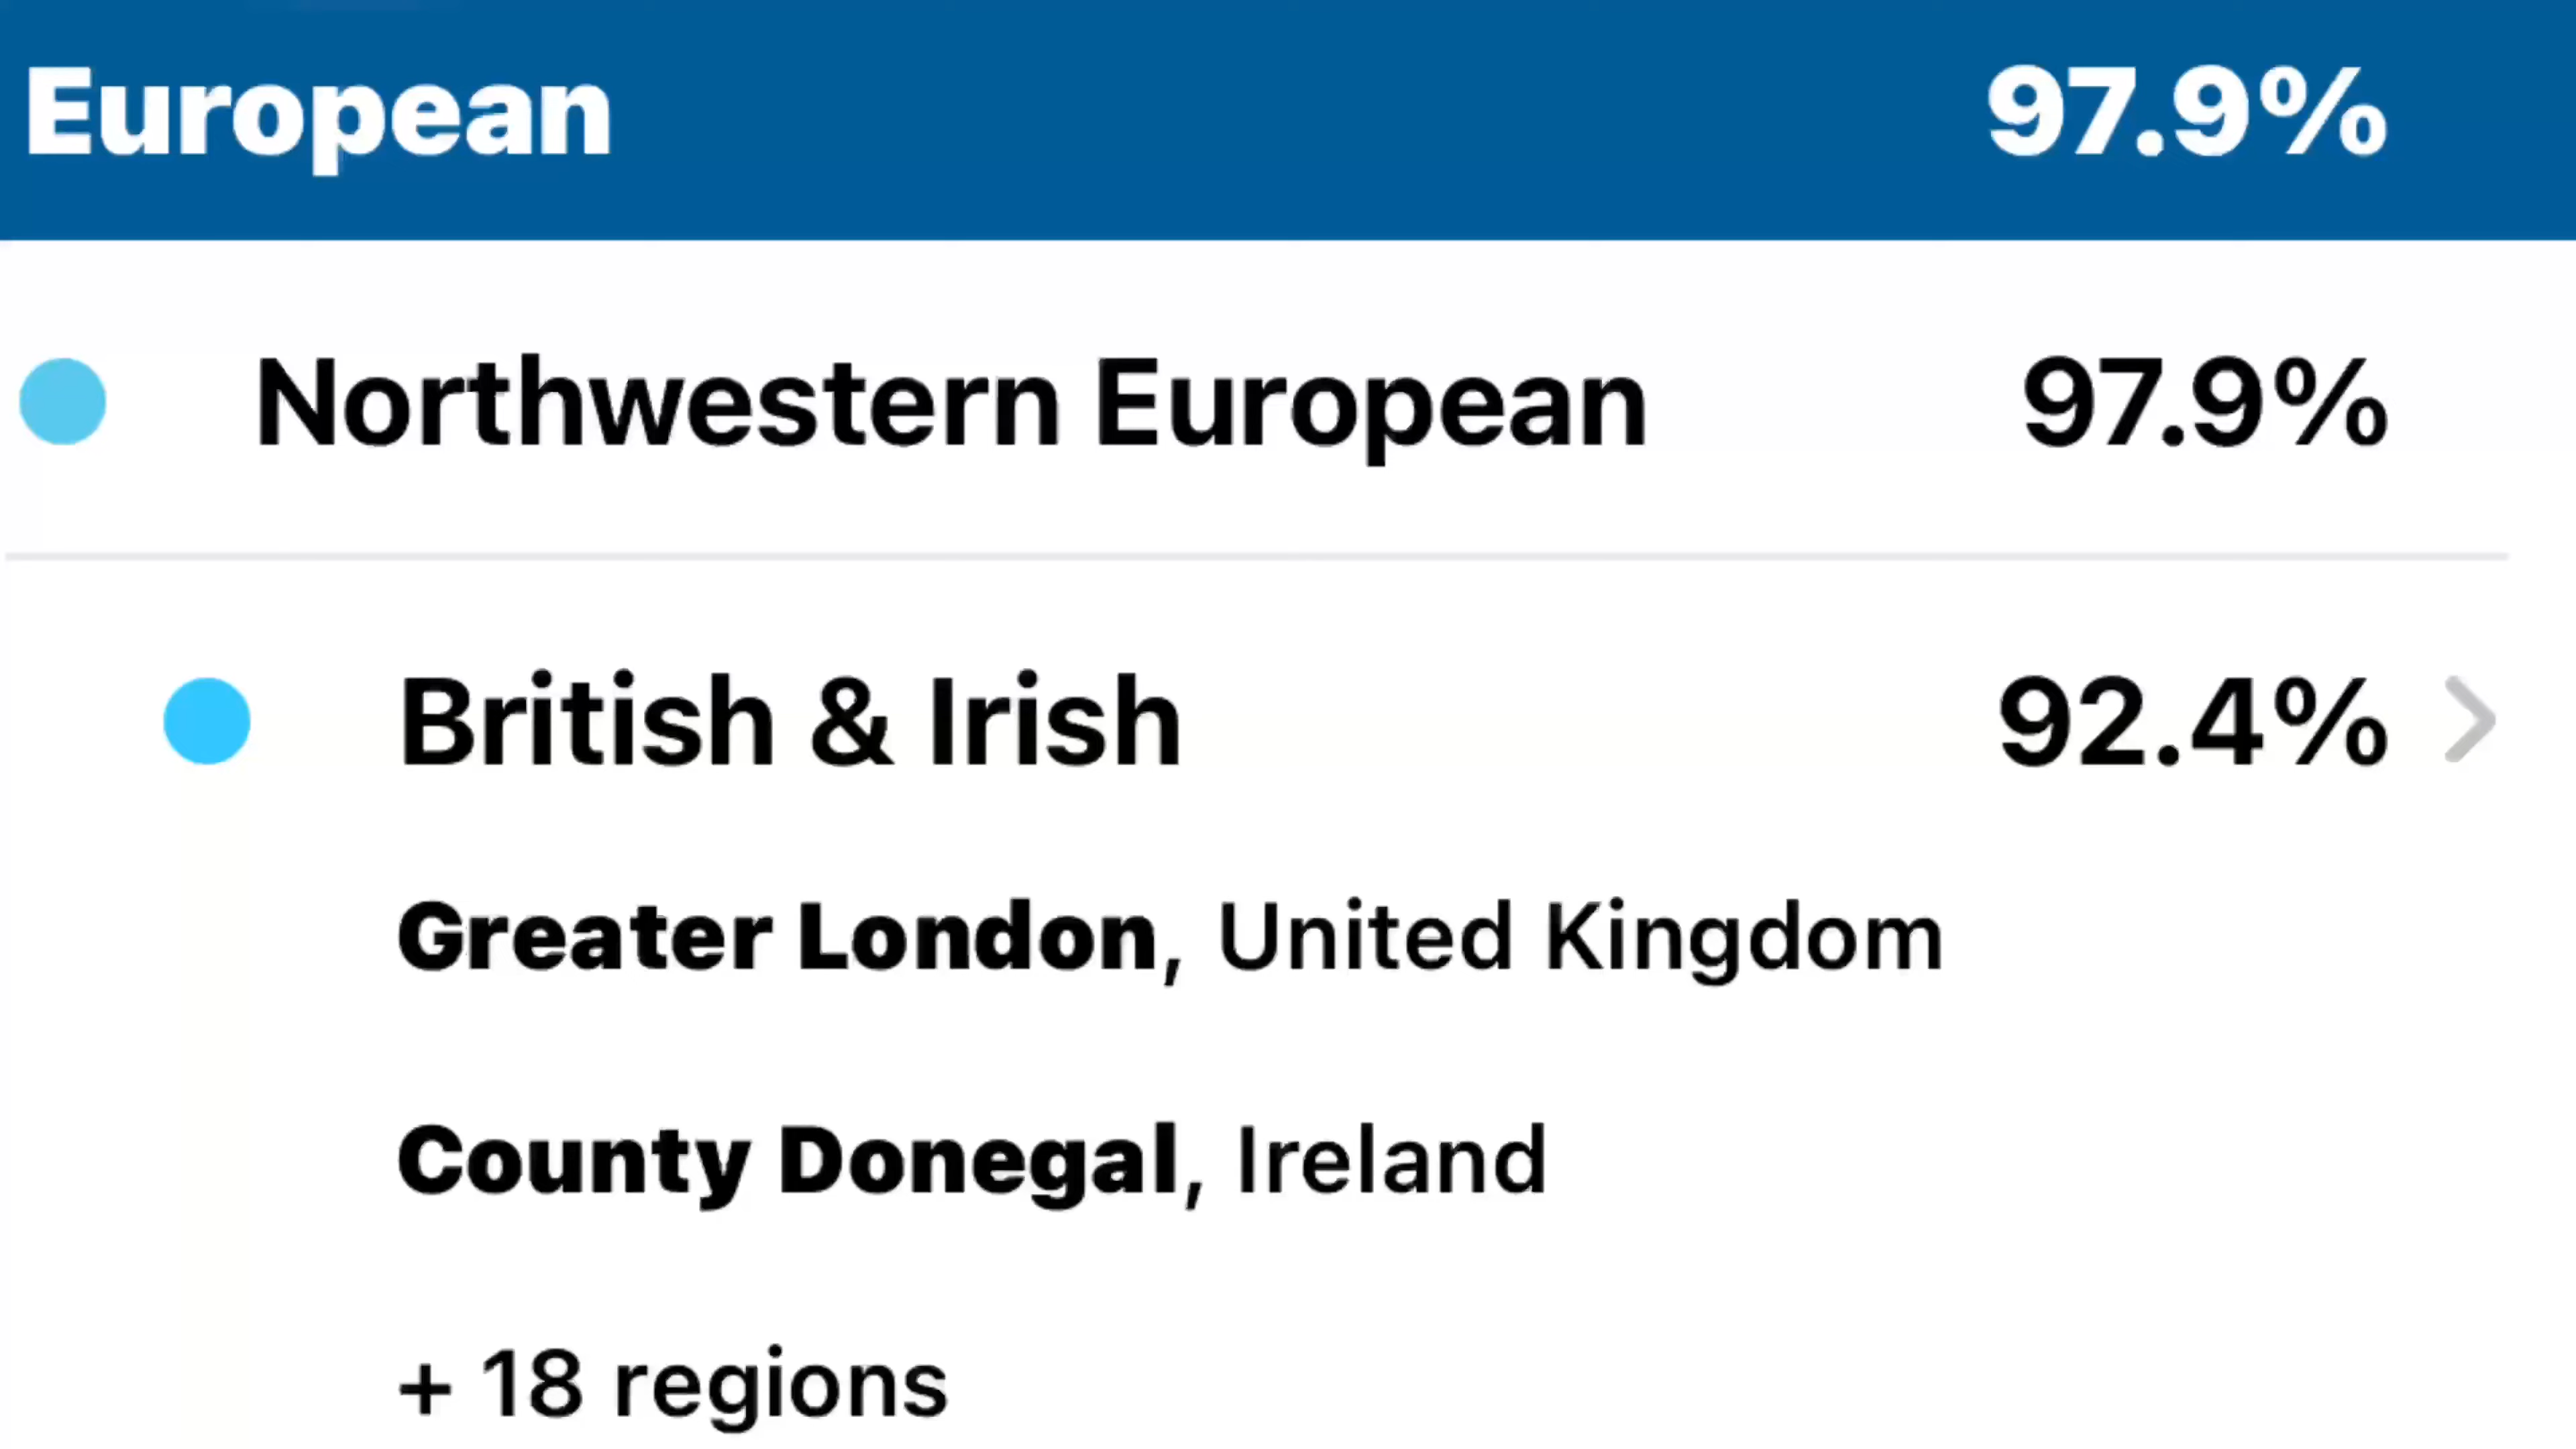 European 97.9%
Northwestern European 97.9%
British & Irish 92.4%
Greater London, United Kingdom
County Donegal, Ireland
+ 18 regions